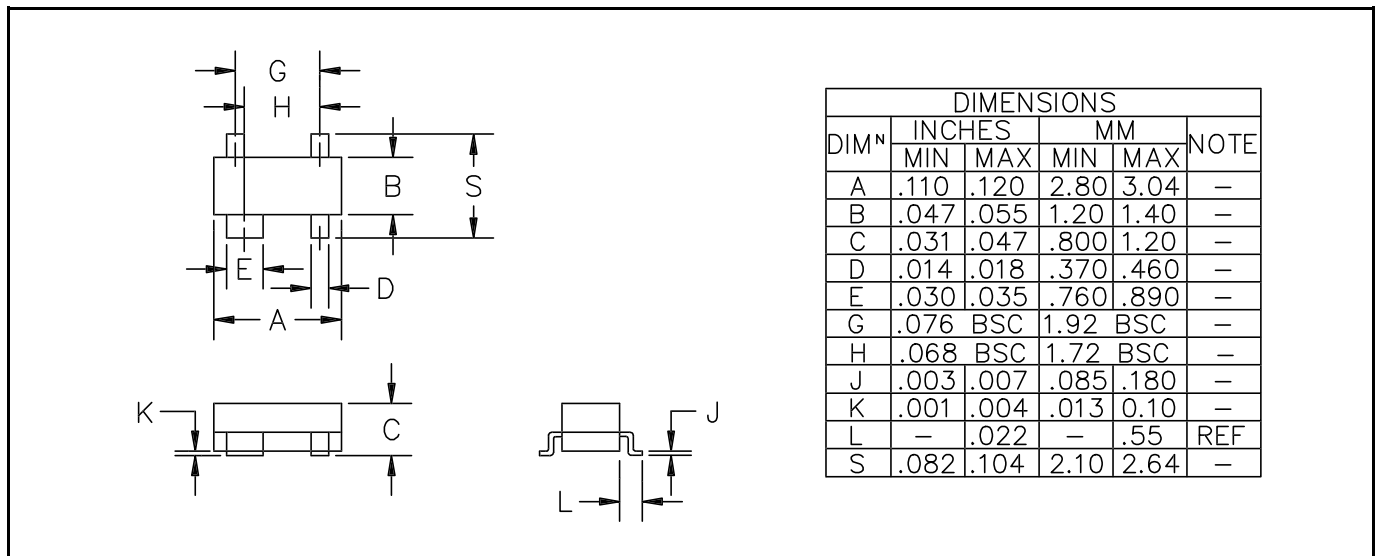 G
H
B
S
E
D
A
K
C
J
L
DIMENSIONS
DIMᴺ INCHES MM NOTE
MIN MAX MIN MAX
A .110 .120 2.80 3.04 –
B .047 .055 1.20 1.40 –
C .031 .047 .800 1.20 –
D .014 .018 .370 .460 –
E .030 .035 .760 .890 –
G .076 BSC 1.92 BSC –
H .068 BSC 1.72 BSC –
J .003 .007 .085 .180 –
K .001 .004 .013 0.10 –
L – .022 – .55 REF
S .082 .104 2.10 2.64 –